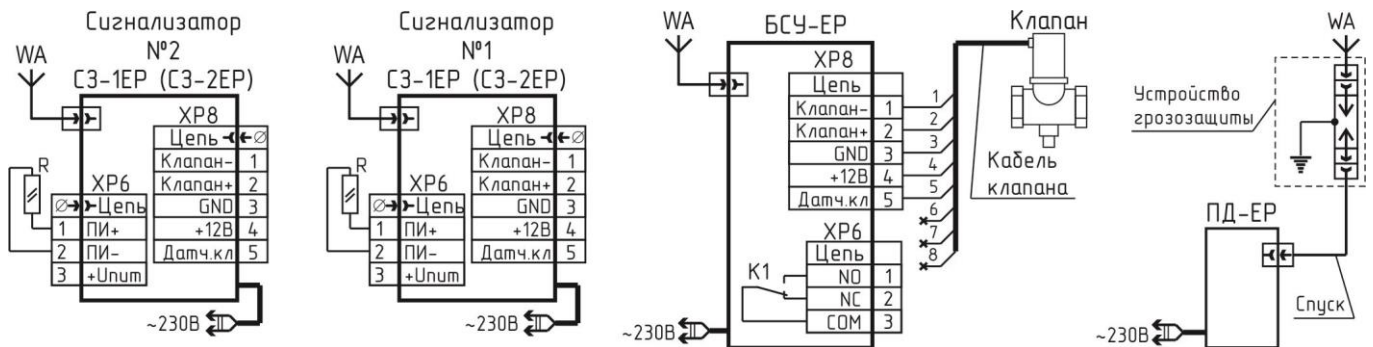 Сигнализатор
№2
СЗ-1ЕР (СЗ-2ЕР)
WA
XP8
Цепь
Клапан- 1
Клапан+ 2
GND 3
+12В 4
Датч.кл 5
R
XP6
Цепь
1 ПИ+
2 ПИ-
3 +Uпит
~230В
Сигнализатор
№1
СЗ-1ЕР (СЗ-2ЕР)
WA
XP8
Цепь
Клапан- 1
Клапан+ 2
GND 3
+12В 4
Датч.кл 5
R
XP6
Цепь
1 ПИ+
2 ПИ-
3 +Uпит
~230В
WA
БСУ-ЕР
XP8
Цепь
Клапан- 1 1
Клапан+ 2 2
GND 3 3
+12В 4 4
Датч.кл 5 5
6
7
8
XP6
Цепь
K1
NO 1
NC 2
COM 3
~230В
Клапан
Кабель
клапана
WA
Устройство
грозозащиты
ПД-ЕР
Спуск
~230В